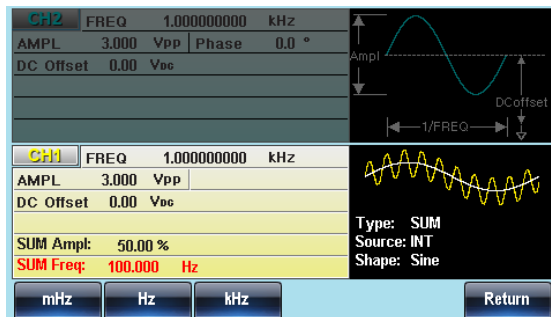 CH2 FREQ 1.000000000 kHz
AMPL 3.000 Vpp Phase 0.0 °
DC Offset 0.00 VDC
Ampl
DCoffset
1/FREQ
CH1 FREQ 1.000000000 kHz
AMPL 3.000 Vpp
DC Offset 0.00 VDC
SUM Ampl: 50.00 %
SUM Freq: 100.000 Hz
Type: SUM
Source: INT
Shape: Sine
mHz Hz kHz Return